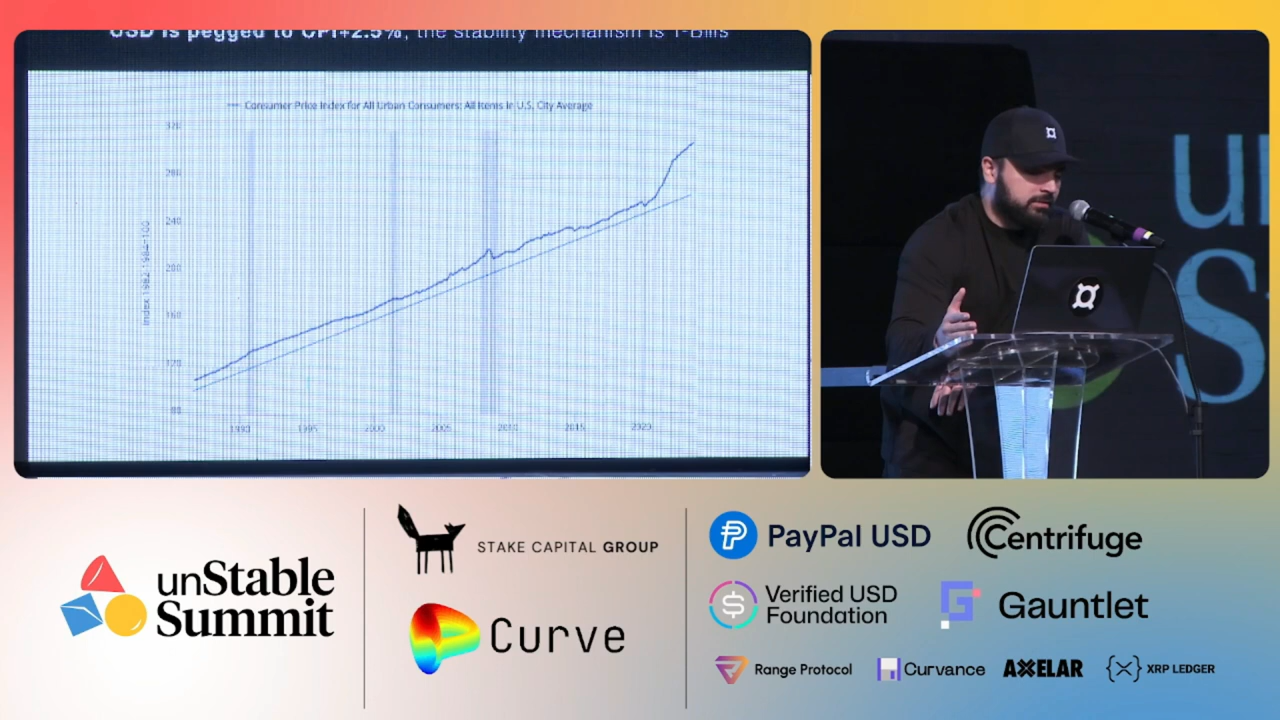 USD is pegged to CPI+2.5%, the stability mechanism is T-Bills
Consumer Price Index for All Urban Consumers: All Items in U.S. City Average
320
280
240
200
160
120
80
Index 1982-1984=100
1990
1995
2000
2005
2010
2015
2020
un
S
unStable
Summit
STAKE CAPITAL GROUP
Curve
PayPal USD
Centrifuge
Verified USD
Foundation
Gauntlet
Range Protocol
Curvance
AXELAR
XRP LEDGER